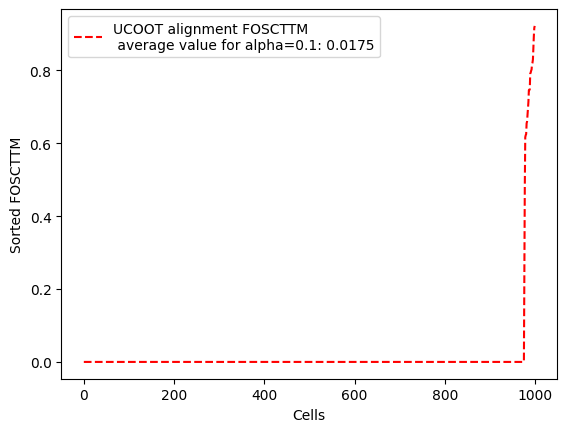 UCOOT alignment FOSCTTM
average value for alpha=0.1: 0.0175
0.8
0.6
0.4
0.2
0.0
Sorted FOSCTTM
0 200 400 600 800 1000
Cells